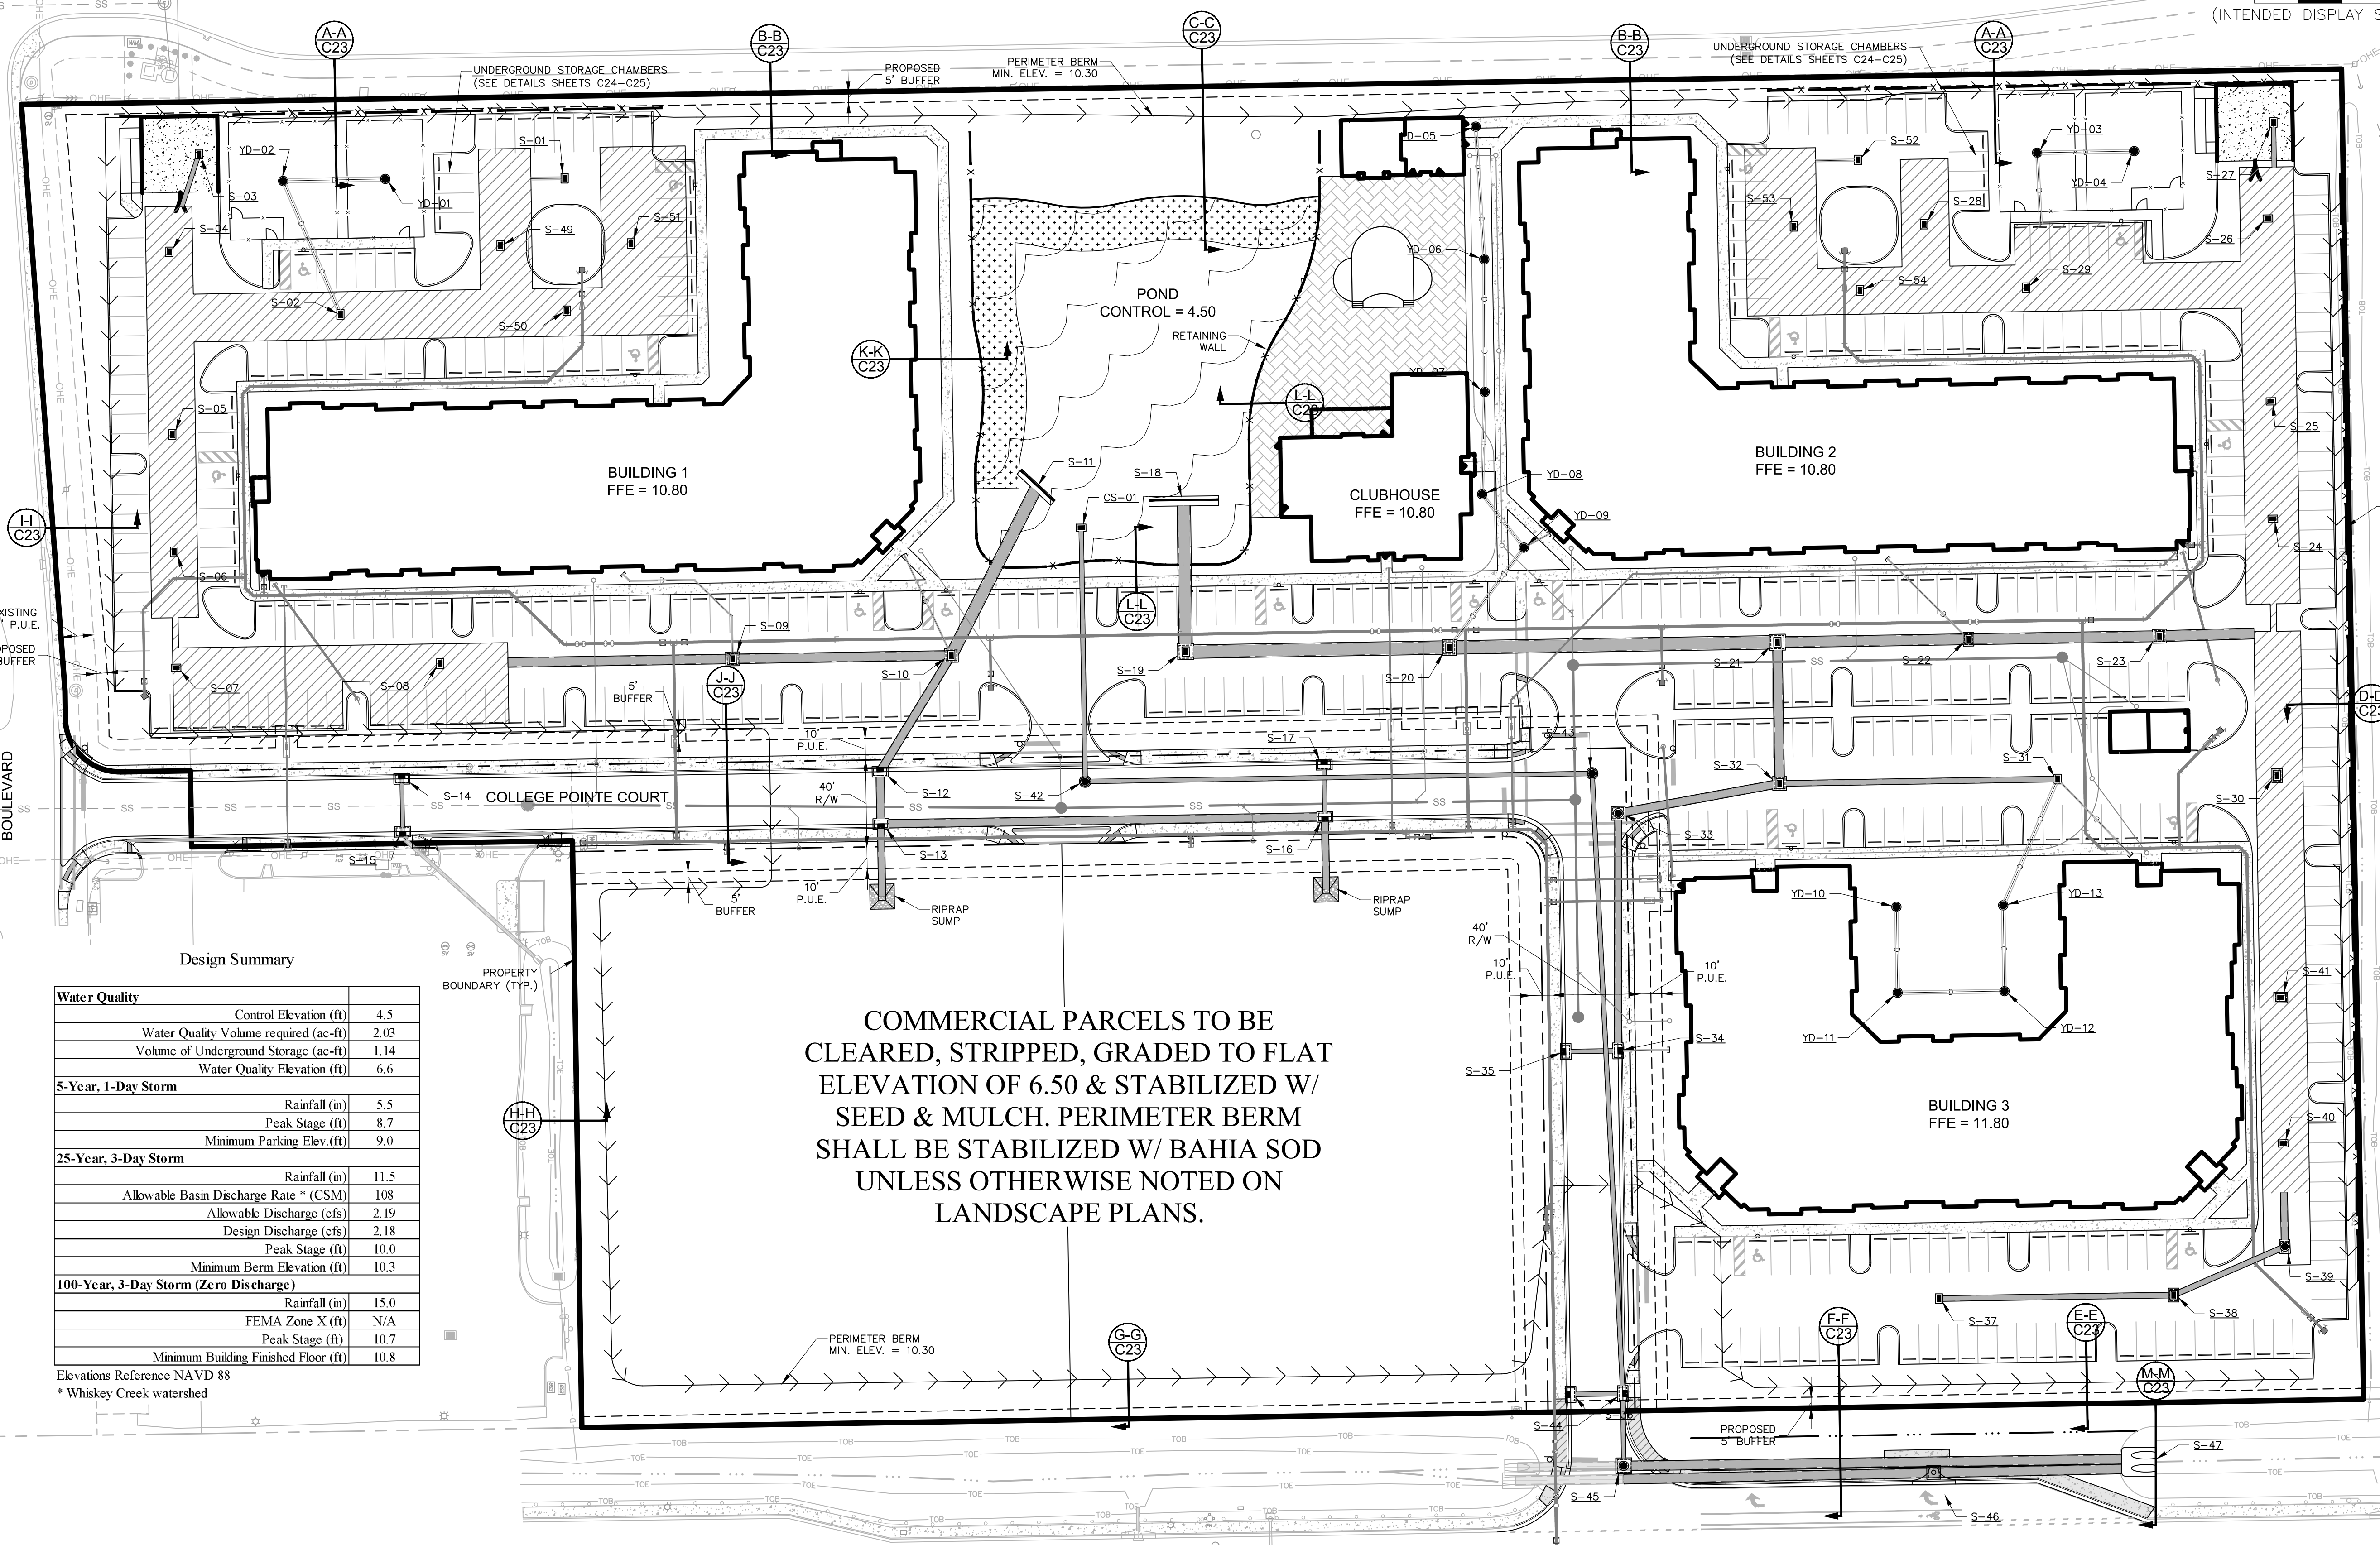 (INTENDED DISPLAY S
A-A
C23
B-B
C23
C-C
C23
B-B
C23
A-A
C23
UNDERGROUND STORAGE CHAMBERS
(SEE DETAILS SHEETS C24-C25)
PROPOSED
5' BUFFER
PERIMETER BERM
MIN. ELEV. = 10.30
UNDERGROUND STORAGE CHAMBERS
(SEE DETAILS SHEETS C24-C25)
YD-02
YD-01
S-01
S-03
S-04
S-49
S-51
S-02
S-50
S-05
S-06
D-05
YD-06
YD-07
YD-08
YD-09
S-52
S-53
S-28
S-54
S-29
YD-03
YD-04
S-27
S-26
S-25
S-24
POND
CONTROL = 4.50
RETAINING
WALL
K-K
C23
L-L
C23
BUILDING 1
FFE = 10.80
S-11
S-18
CS-01
CLUBHOUSE
FFE = 10.80
BUILDING 2
FFE = 10.80
I-I
C23
L-L
C23
XISTING
P.U.E.
OPOSED
BUFFER
S-07
S-08
S-09
S-10
J-J
C23
S-19
S-20
S-21
S-22
S-23
D-D
C23
5'
BUFFER
10'
P.U.E.
40'
R/W
S-12
S-42
S-17
S-43
S-32
S-31
S-30
BOULEVARD
COLLEGE POINTE COURT
S-14
S-15
S-13
S-16
S-33
5'
BUFFER
10'
P.U.E.
RIPRAP
SUMP
RIPRAP
SUMP
40'
R/W
10'
P.U.E.
10'
P.U.E.
YD-10
YD-13
YD-11
YD-12
S-41
S-40
S-34
S-35
BUILDING 3
FFE = 11.80
PROPERTY
BOUNDARY (TYP.)
H-H
C23
COMMERCIAL PARCELS TO BE
CLEARED, STRIPPED, GRADED TO FLAT
ELEVATION OF 6.50 & STABILIZED W/
SEED & MULCH. PERIMETER BERM
SHALL BE STABILIZED W/ BAHIA SOD
UNLESS OTHERWISE NOTED ON
LANDSCAPE PLANS.
Design Summary
Water Quality
Control Elevation (ft) 4.5
Water Quality Volume required (ac-ft) 2.03
Volume of Underground Storage (ac-ft) 1.14
Water Quality Elevation (ft) 6.6
5-Year, 1-Day Storm
Rainfall (in) 5.5
Peak Stage (ft) 8.7
Minimum Parking Elev.(ft) 9.0
25-Year, 3-Day Storm
Rainfall (in) 11.5
Allowable Basin Discharge Rate * (CSM) 108
Allowable Discharge (cfs) 2.19
Design Discharge (cfs) 2.18
Peak Stage (ft) 10.0
Minimum Berm Elevation (ft) 10.3
100-Year, 3-Day Storm (Zero Discharge)
Rainfall (in) 15.0
FEMA Zone X (ft) N/A
Peak Stage (ft) 10.7
Minimum Building Finished Floor (ft) 10.8
Elevations Reference NAVD 88
* Whiskey Creek watershed
PERIMETER BERM
MIN. ELEV. = 10.30
G-G
C23
S-39
S-38
S-37
F-F
C23
E-E
C23
M-M
C23
S-44
S-36
PROPOSED
5' BUFFER
S-47
S-45
S-46